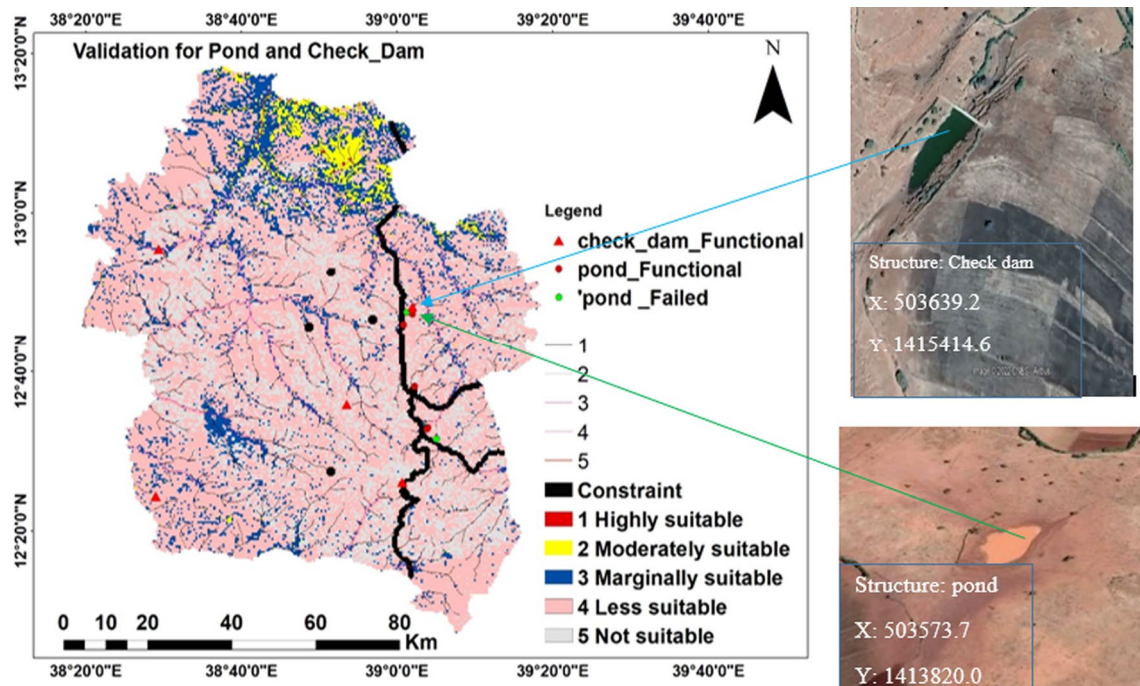 38°20'0"E 38°40'0"E 39°0'0"E 39°20'0"E 39°40'0"E
Validation for Pond and Check_Dam
N
13°20'0"N
13°0'0"N
12°40'0"N
12°20'0"N
Legend
check_dam_Functional
pond_Functional
'pond _Failed
1
2
3
4
5
Constraint
1 Highly suitable
2 Moderately suitable
3 Marginally suitable
4 Less suitable
5 Not suitable
0 10 20 40 60 80
Km
38°20'0"E 38°40'0"E 39°0'0"E 39°20'0"E 39°40'0"E
Structure: Check dam
X: 503639.2
Y: 1415414.6
Structure: pond
X: 503573.7
Y: 1413820.0